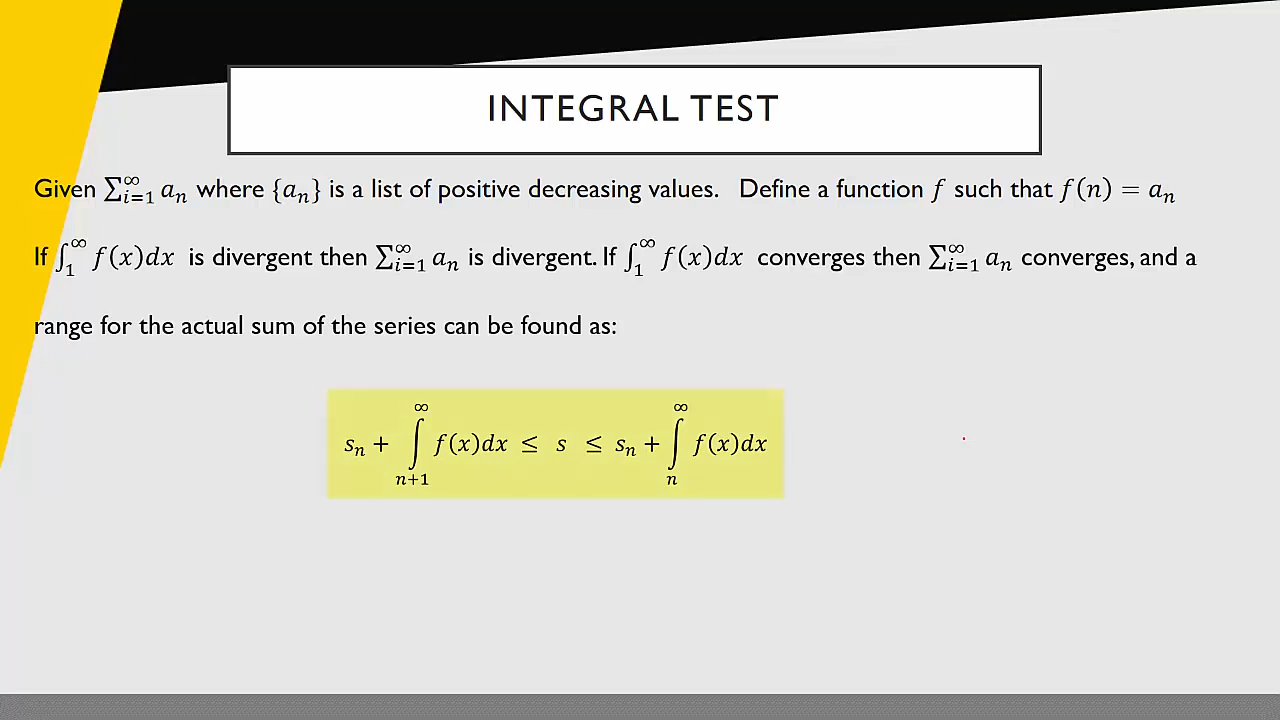 INTEGRAL TEST
Given ∑_{i=1}^{∞} a_n where {a_n} is a list of positive decreasing values. Define a function f such that f(n) = a_n
If ∫_1^∞ f(x)dx is divergent then ∑_{i=1}^{∞} a_n is divergent. If ∫_1^∞ f(x)dx converges then ∑_{i=1}^{∞} a_n converges, and a
range for the actual sum of the series can be found as:
s_n + ∫_{n+1}^∞ f(x)dx ≤ s ≤ s_n + ∫_n^∞ f(x)dx